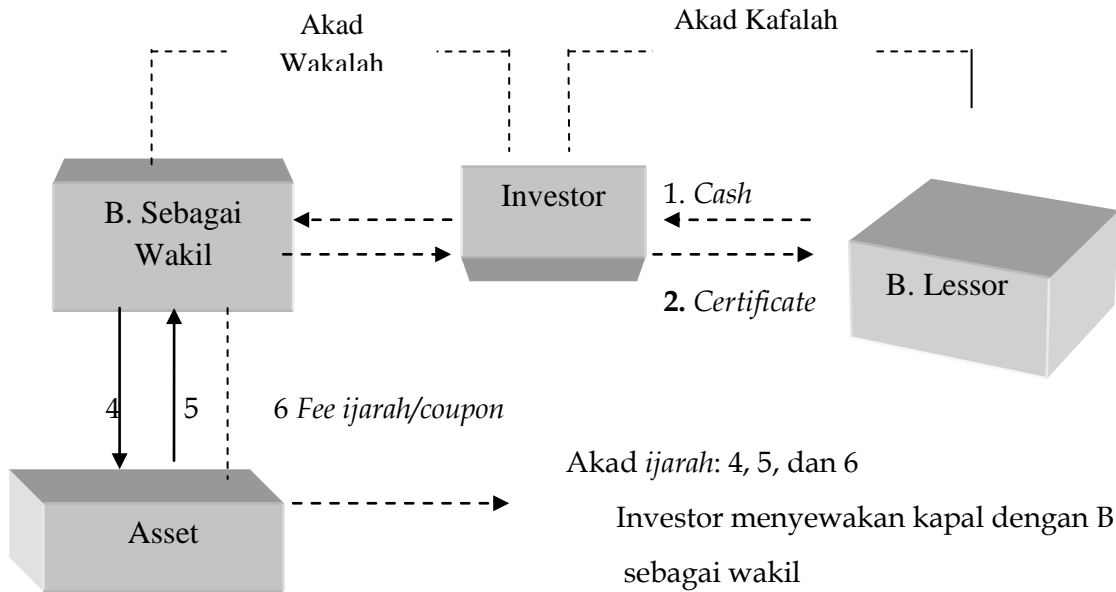 Akad
Wakalah
Akad Kafalah
B. Sebagai
Wakil
Investor
1. Cash
2. Certificate
B. Lessor
4
5
6 Fee ijarah/coupon
Asset
Akad ijarah: 4, 5, dan 6
Investor menyewakan kapal dengan B
sebagai wakil